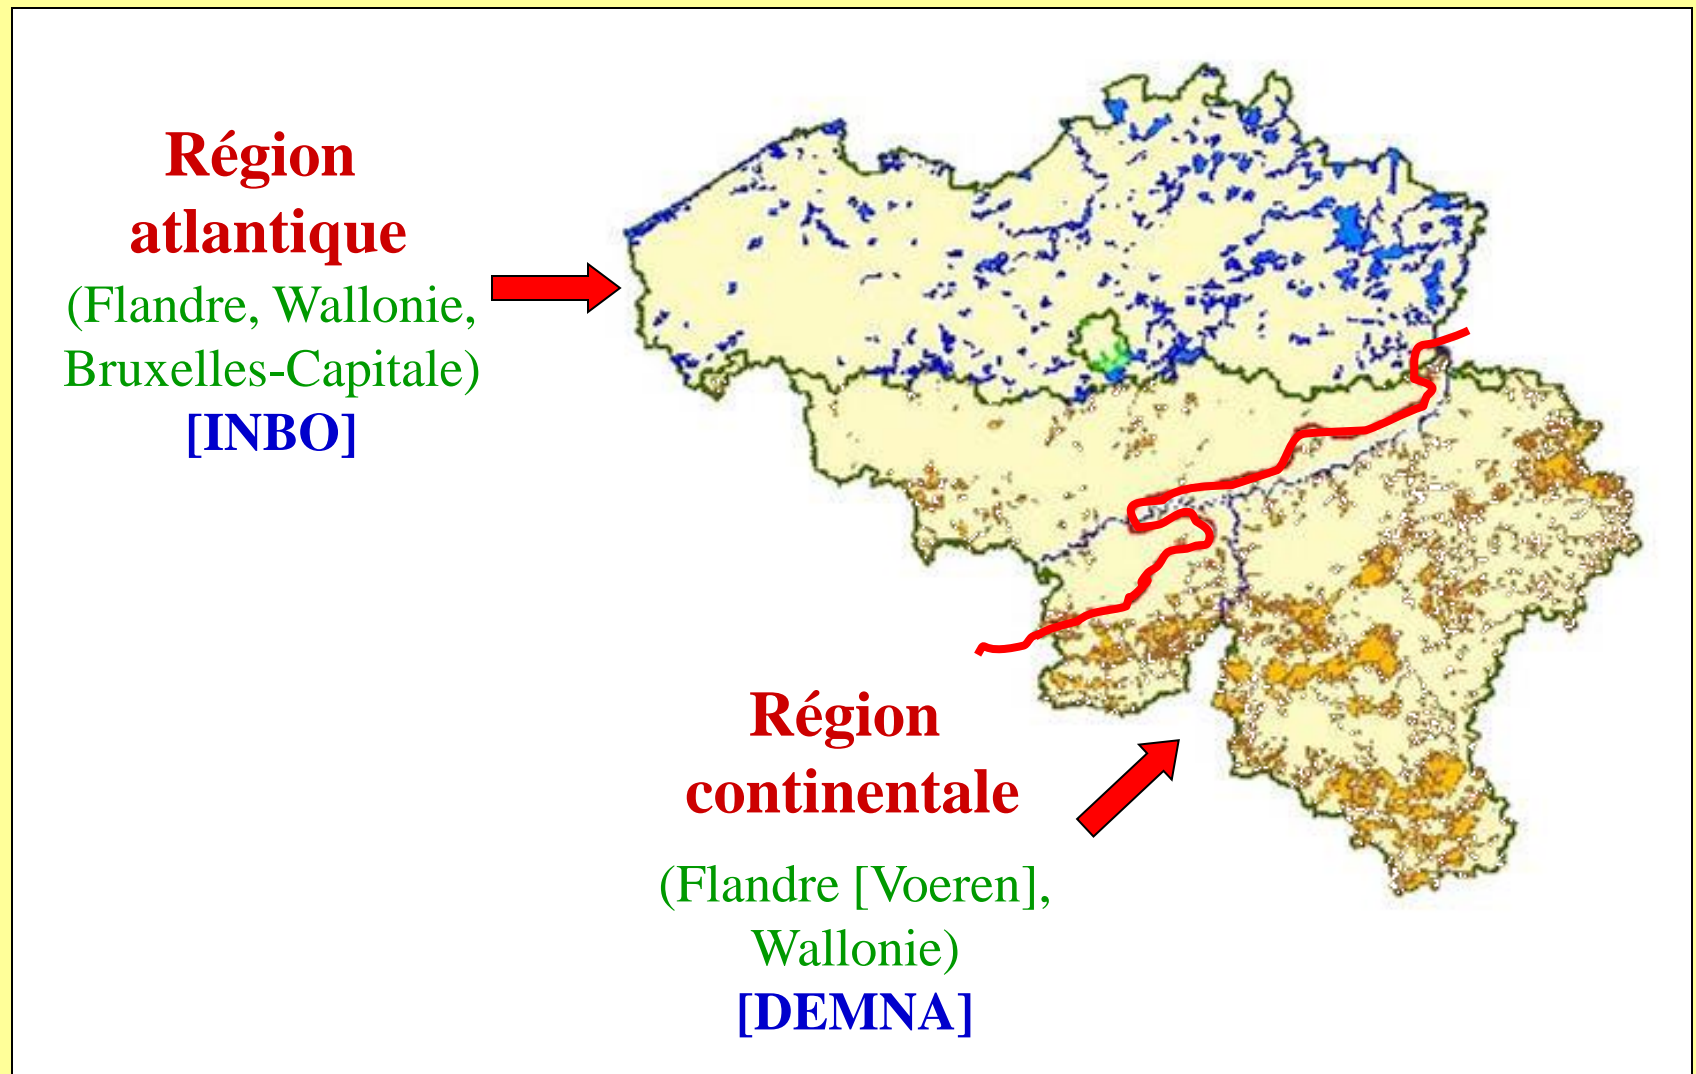 Région
atlantique
(Flandre, Wallonie,
Bruxelles-Capitale)
[INBO]
Région
continentale
(Flandre [Voeren],
Wallonie)
[DEMNA]